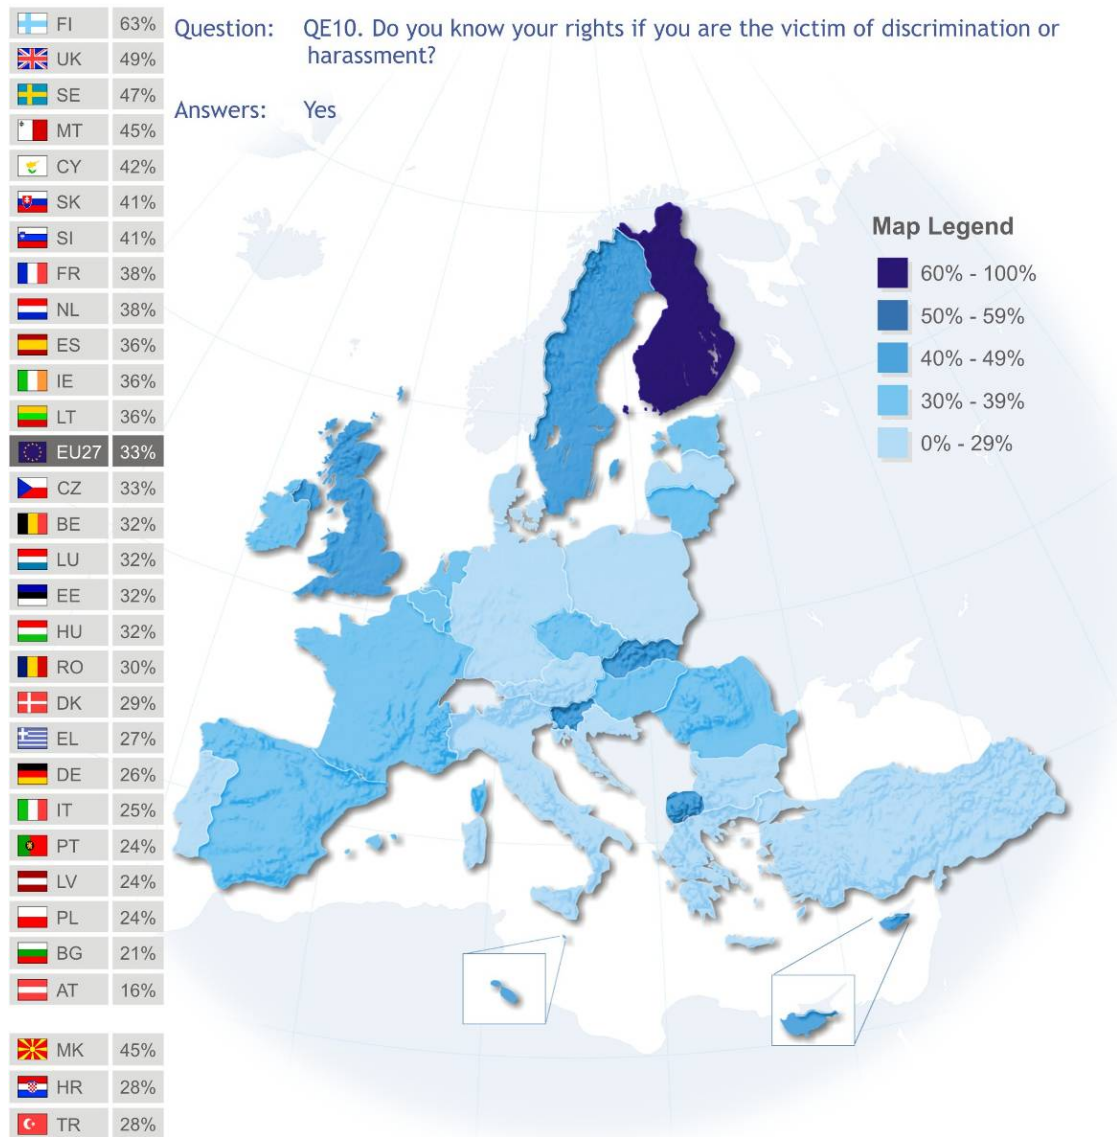 Question: QE10. Do you know your rights if you are the victim of discrimination or
harassment?
Answers: Yes
FI 63%
UK 49%
SE 47%
MT 45%
CY 42%
SK 41%
SI 41%
FR 38%
NL 38%
ES 36%
IE 36%
LT 36%
EU27 33%
CZ 33%
BE 32%
LU 32%
EE 32%
HU 32%
RO 30%
DK 29%
EL 27%
DE 26%
IT 25%
PT 24%
LV 24%
PL 24%
BG 21%
AT 16%
MK 45%
HR 28%
TR 28%
Map Legend
60% - 100%
50% - 59%
40% - 49%
30% - 39%
0% - 29%